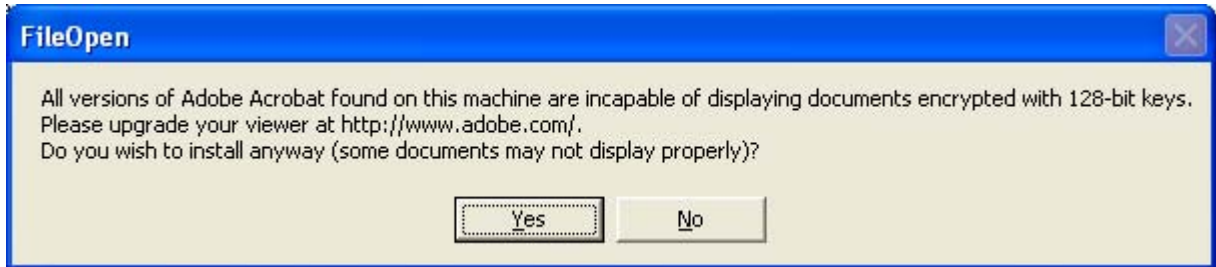 FileOpen
All versions of Adobe Acrobat found on this machine are incapable of displaying documents encrypted with 128-bit keys.
Please upgrade your viewer at http://www.adobe.com/.
Do you wish to install anyway (some documents may not display properly)?
Yes No